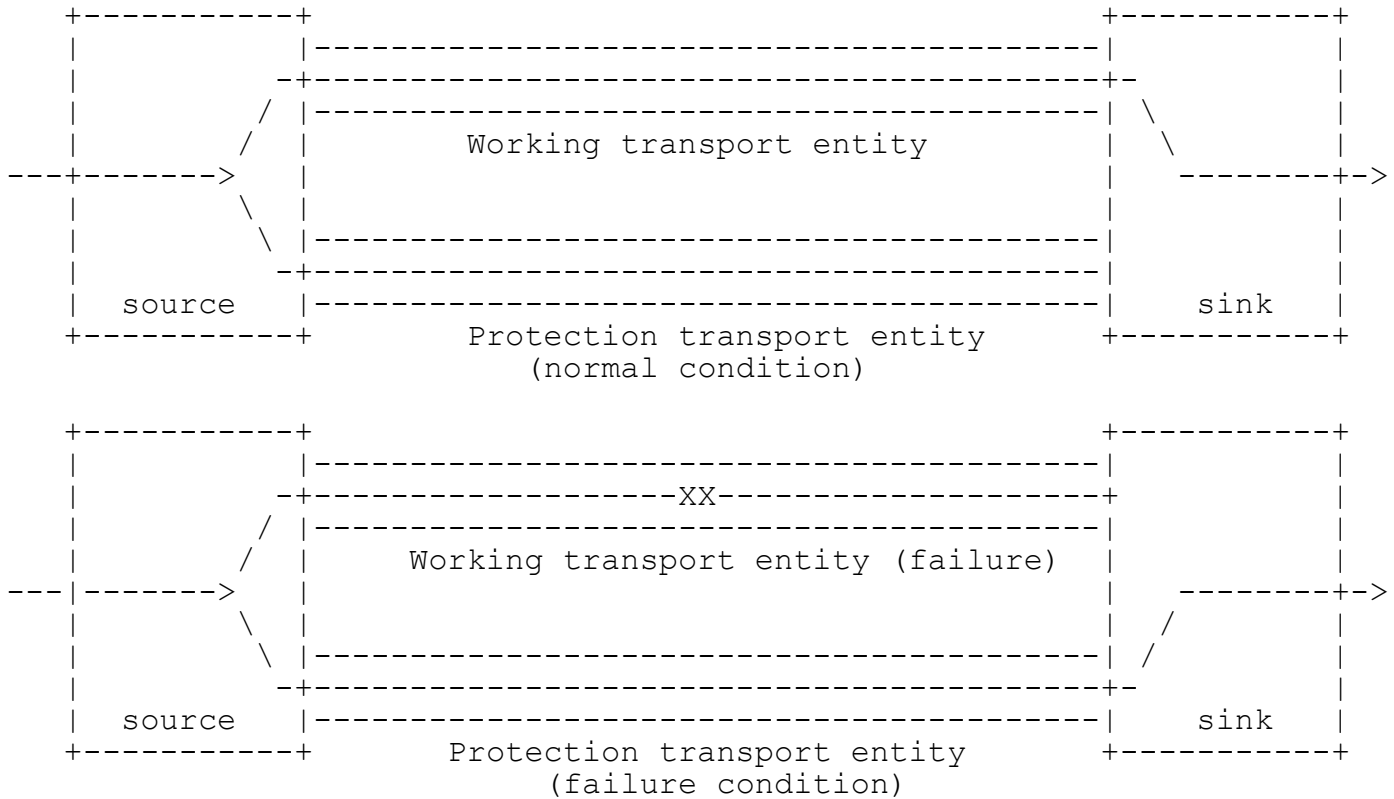 Working transport entity
source
sink
Protection transport entity
(normal condition)
XX
Working transport entity (failure)
source
sink
Protection transport entity
(failure condition)